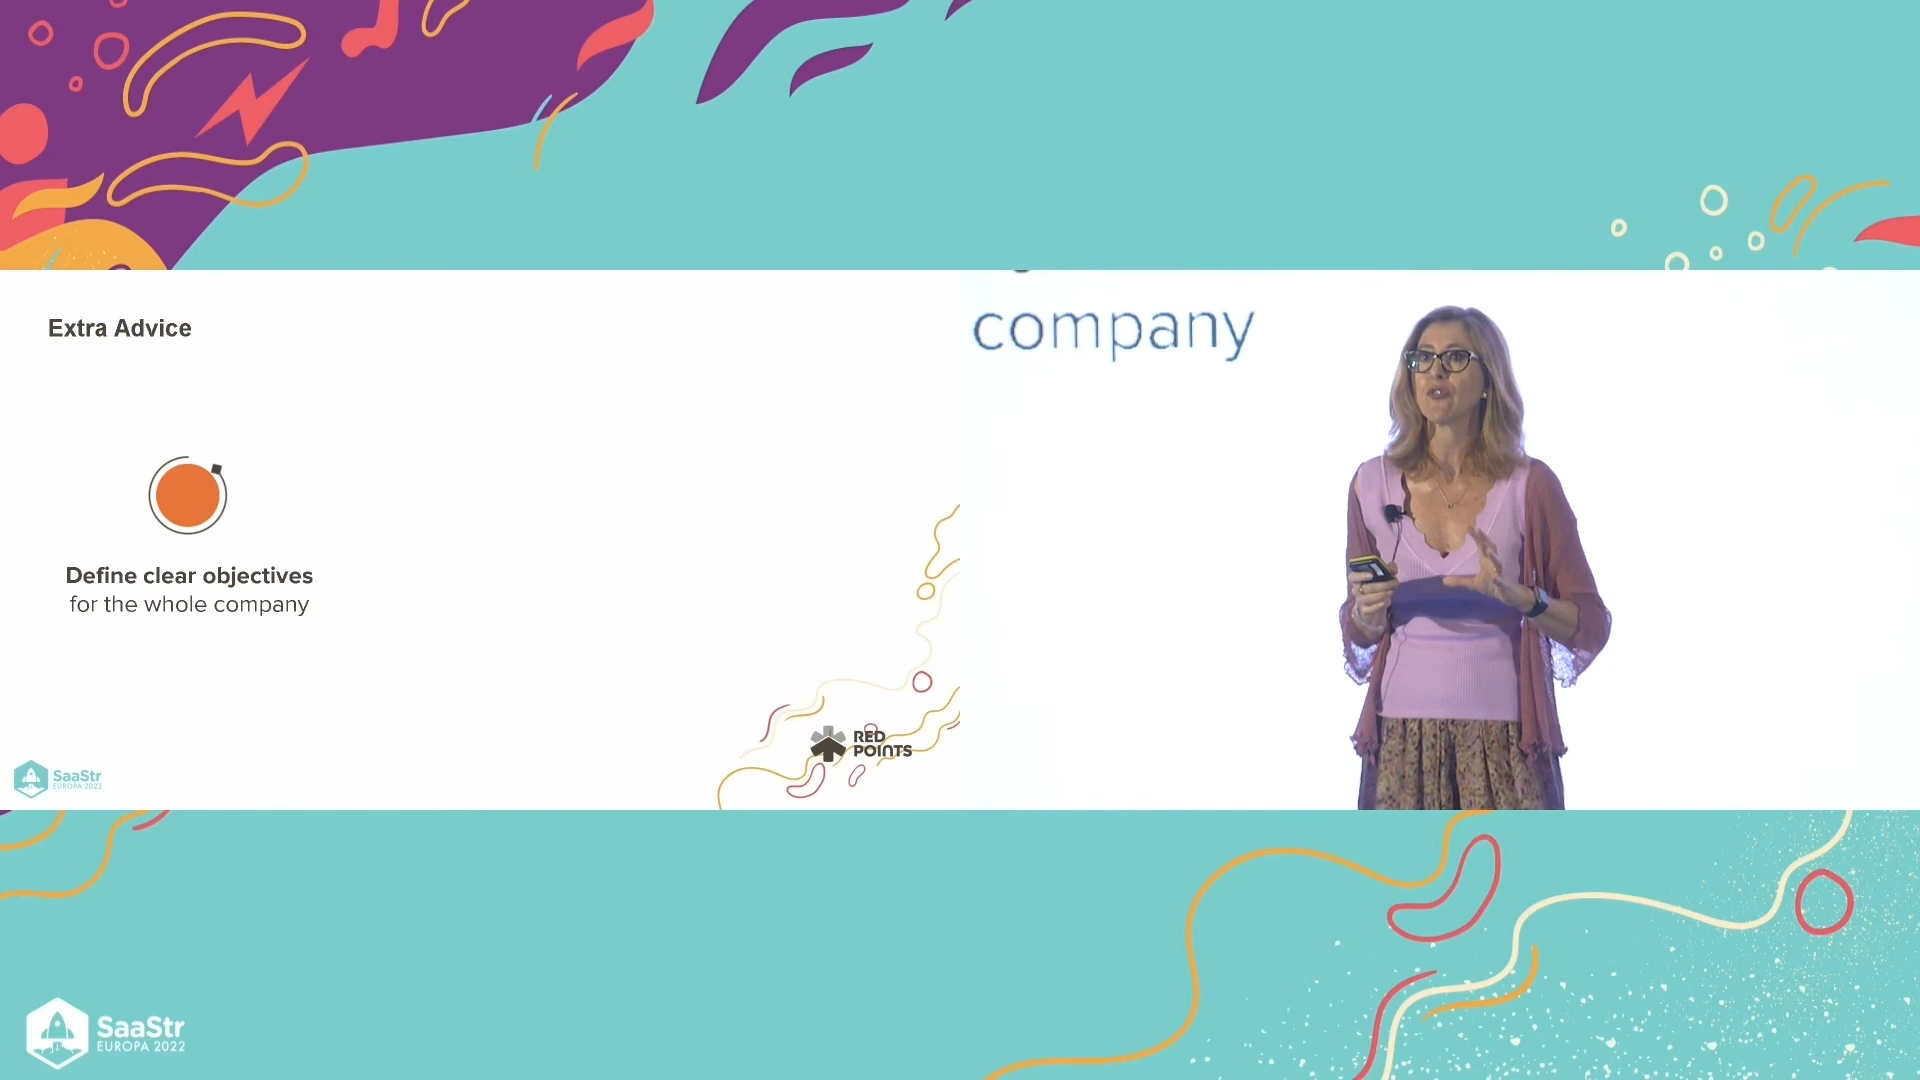 Extra Advice
Define clear objectives
for the whole company
SaaStr
EUROPA 2022
RED
POINTS
company
SaaStr
EUROPA 2022